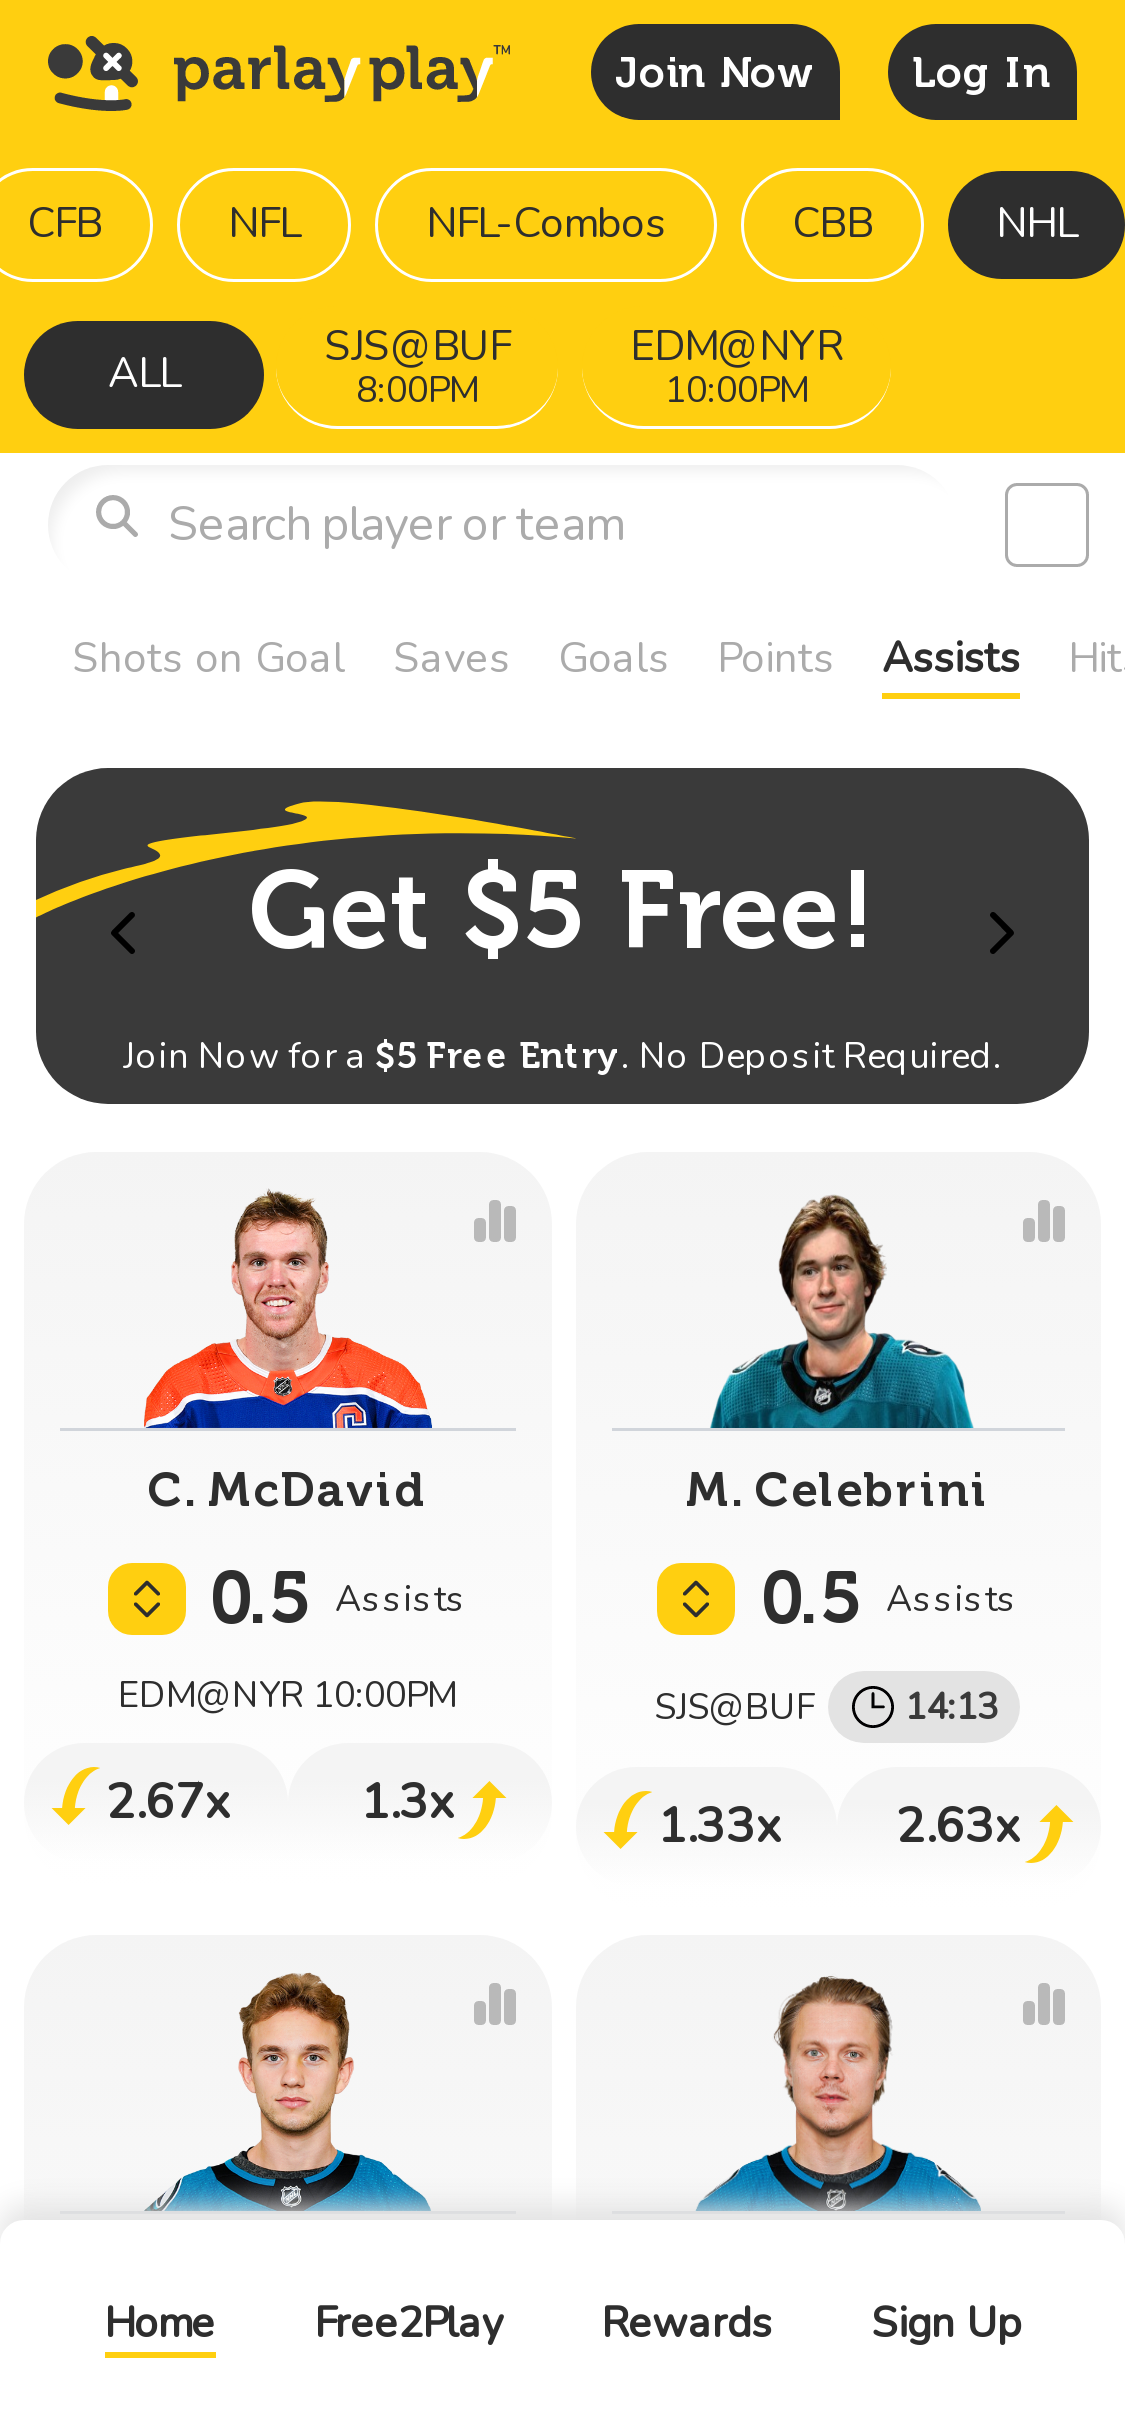 parlay play™
Join Now
Log In
CFB
NFL
NFL-Combos
CBB
NHL
ALL
SJS@BUF
8:00PM
EDM@NYR
10:00PM
Search player or team
Shots on Goal
Saves
Goals
Points
Assists
Hits
Get $5 Free!
Join Now for a $5 Free Entry. No Deposit Required.
C. McDavid
0.5 Assists
EDM@NYR 10:00PM
2.67x
1.3x
M. Celebrini
0.5 Assists
SJS@BUF 14:13
1.33x
2.63x
Home
Free2Play
Rewards
Sign Up